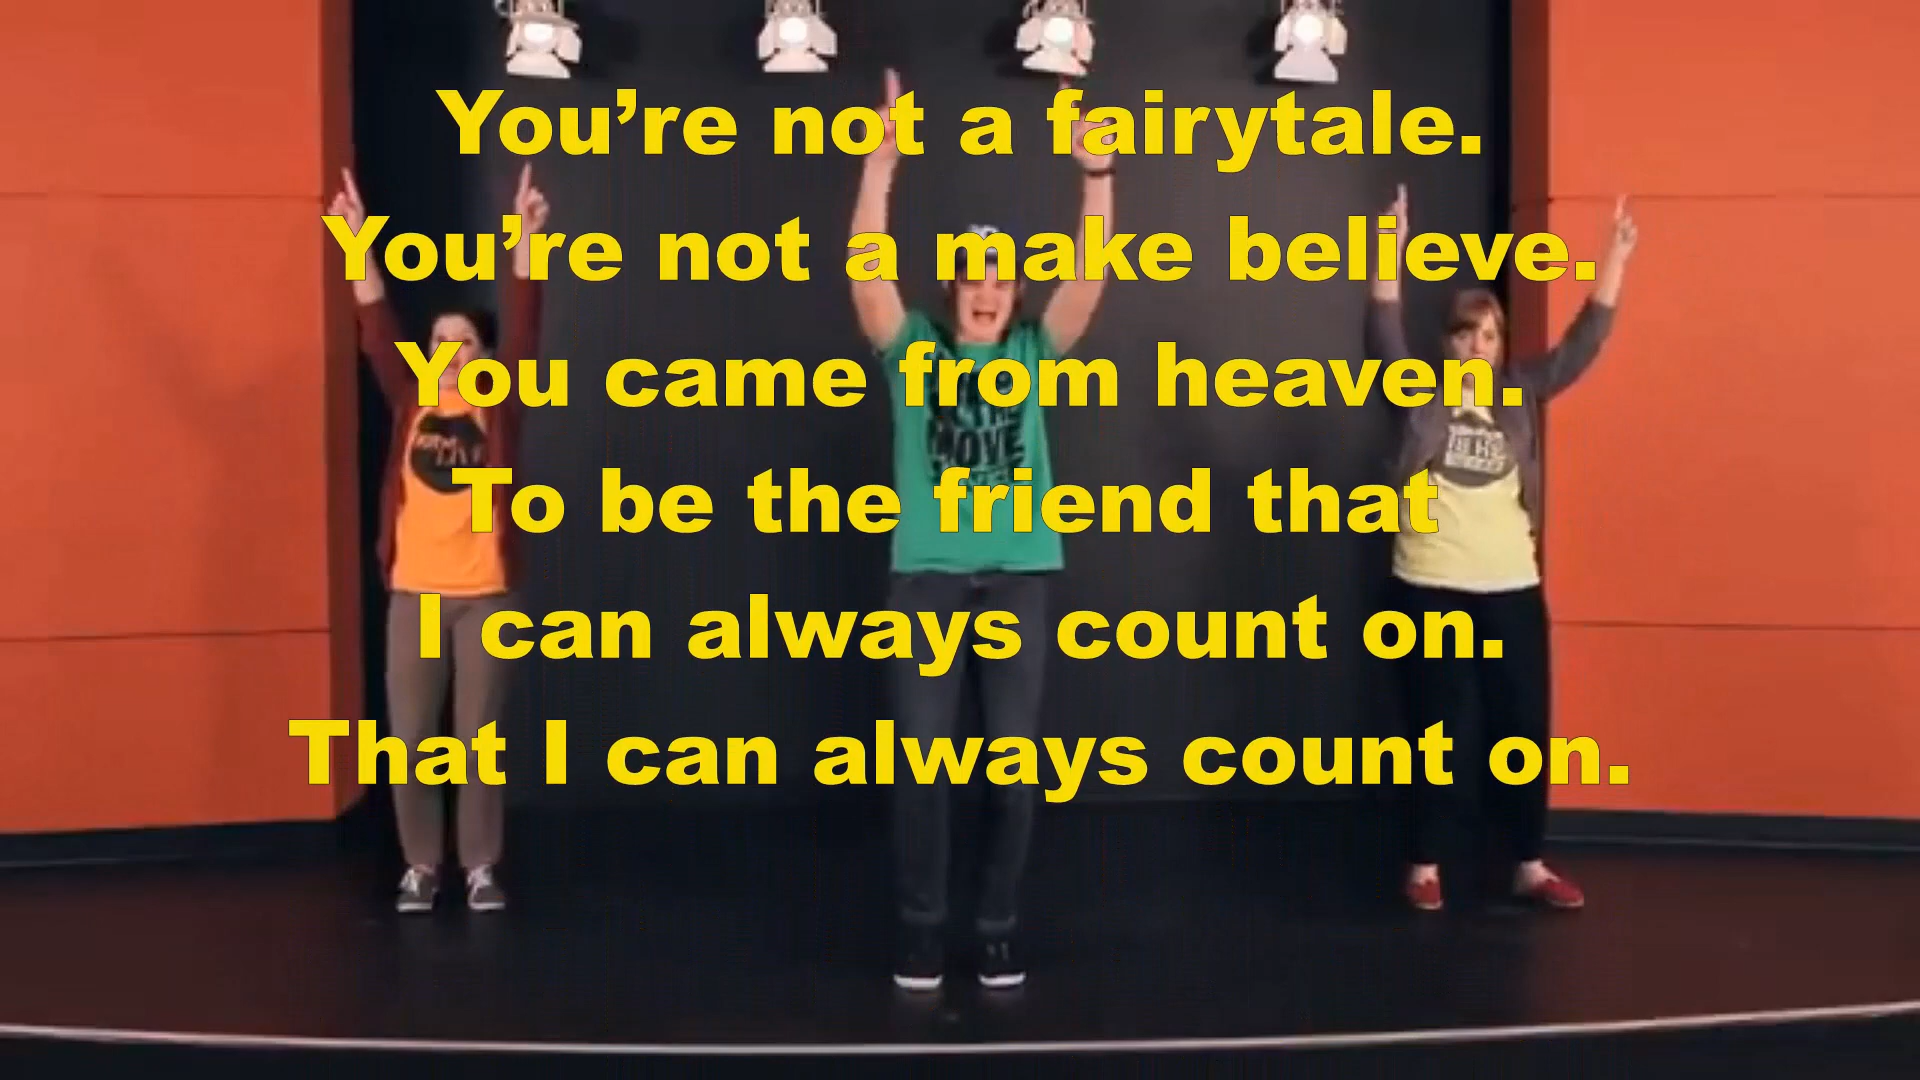 You’re not a fairytale.
You’re not a make believe.
You came from heaven.
To be the friend that
I can always count on.
That I can always count on.
MOVE